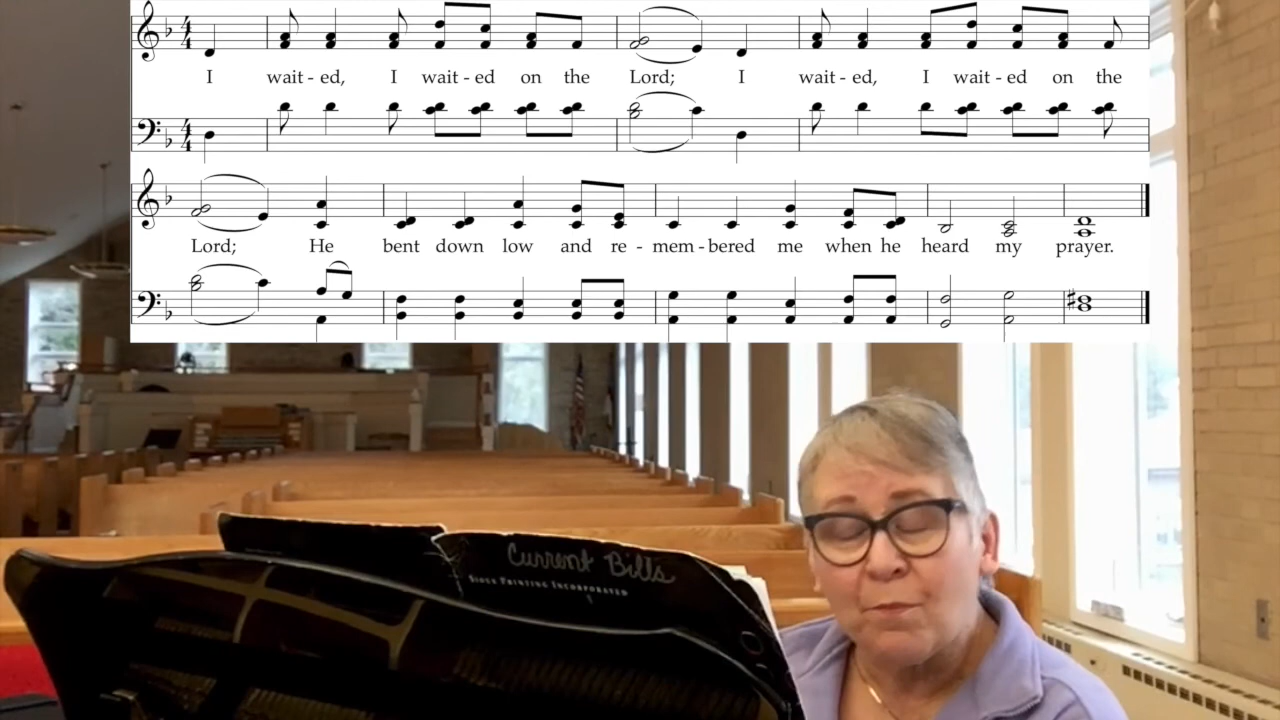 I wait - ed, I wait - ed on the Lord; I wait - ed, I wait - ed on the
Lord; He bent down low and re - mem - bered me when he heard my prayer.
Current Bills